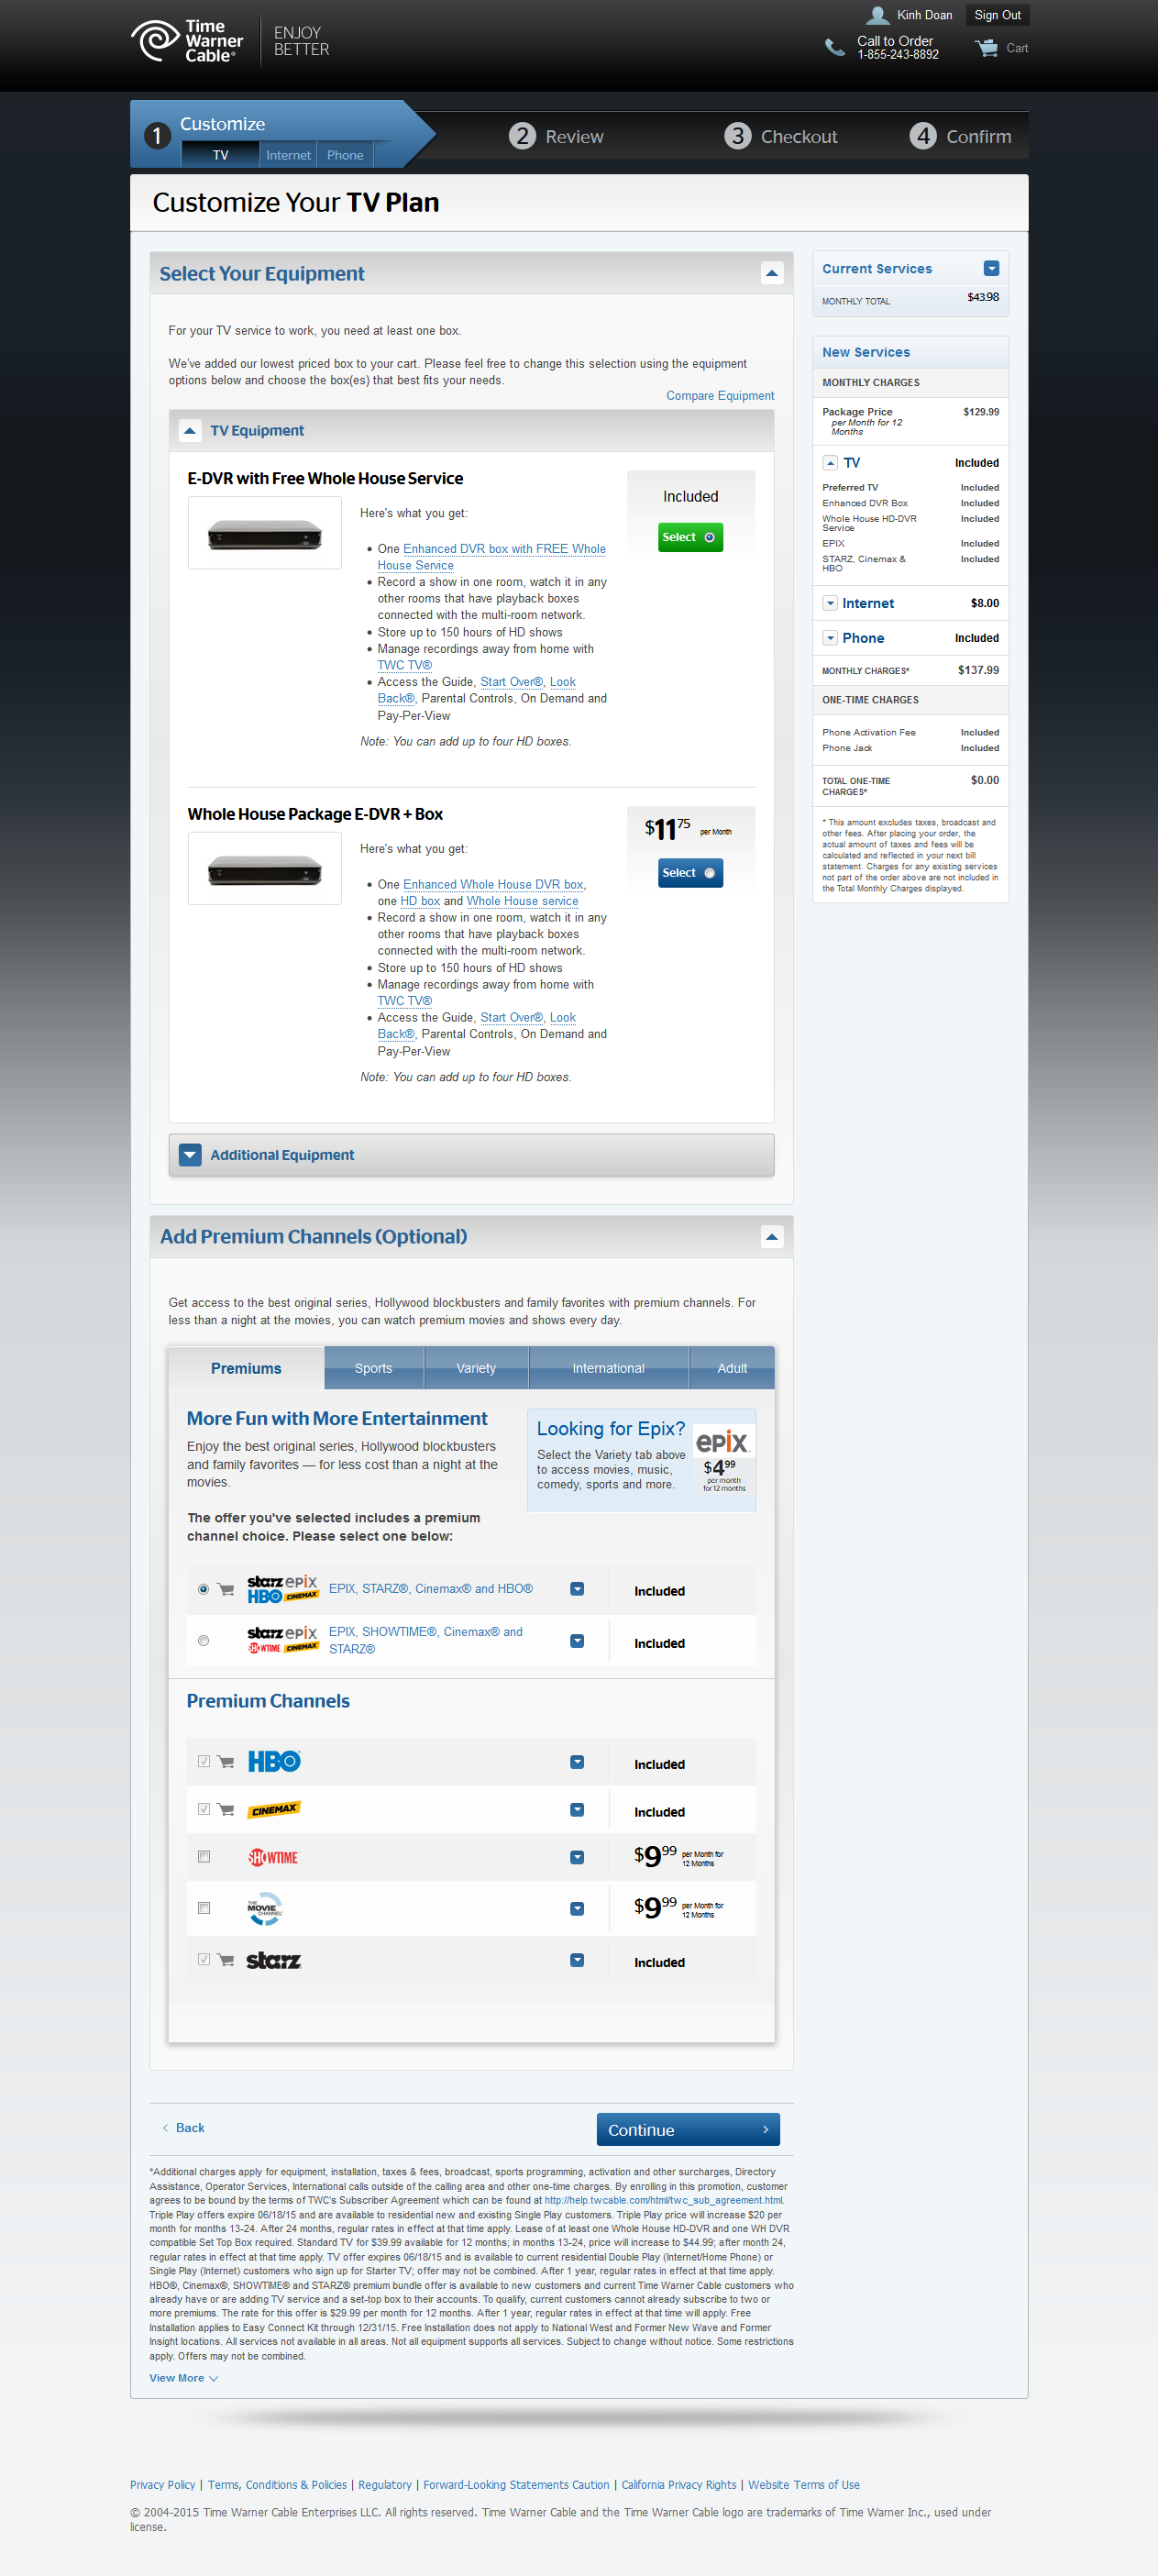 Time Warner Cable®
ENJOY BETTER
Kinh Doan
Sign Out
Call to Order
1-855-243-8892
Cart
1
Customize
TV
Internet
Phone
2 Review
3 Checkout
4 Confirm
Customize Your TV Plan
Select Your Equipment
For your TV service to work, you need at least one box.
We've added our lowest priced box to your cart. Please feel free to change this selection using the equipment
options below and choose the box(es) that best fits your needs.
Compare Equipment
TV Equipment
E-DVR with Free Whole House Service
Here's what you get:
• One Enhanced DVR box with FREE Whole
House Service
• Record a show in one room, watch it in any
other rooms that have playback boxes
connected with the multi-room network.
• Store up to 150 hours of HD shows
• Manage recordings away from home with
TWC TV®
• Access the Guide, Start Over®, Look
Back®, Parental Controls, On Demand and
Pay-Per-View
Note: You can add up to four HD boxes.
Included
Select
Whole House Package E-DVR + Box
Here's what you get:
• One Enhanced Whole House DVR box,
one HD box and Whole House service
• Record a show in one room, watch it in any
other rooms that have playback boxes
connected with the multi-room network.
• Store up to 150 hours of HD shows
• Manage recordings away from home with
TWC TV®
• Access the Guide, Start Over®, Look
Back®, Parental Controls, On Demand and
Pay-Per-View
Note: You can add up to four HD boxes.
$11 75 per Month
Select
Additional Equipment
Add Premium Channels (Optional)
Get access to the best original series, Hollywood blockbusters and family favorites with premium channels. For
less than a night at the movies, you can watch premium movies and shows every day.
Premiums
Sports
Variety
International
Adult
More Fun with More Entertainment
Enjoy the best original series, Hollywood blockbusters
and family favorites — for less cost than a night at the
movies.
The offer you've selected includes a premium
channel choice. Please select one below:
Looking for Epix?
Select the Variety tab above
to access movies, music,
comedy, sports and more.
epix
$4 99
per month
for 12 months
starz epix
HBO CINEMAX
EPIX, STARZ®, Cinemax® and HBO®
Included
starz epix
SHOWTIME CINEMAX
EPIX, SHOWTIME®, Cinemax® and
STARZ®
Included
Premium Channels
HBO
Included
CINEMAX
Included
SHOWTIME
$9 99 per Month for
12 Months
THE
MOVIE
CHANNEL
$9 99 per Month for
12 Months
starz
Included
Current Services
MONTHLY TOTAL $43.98
New Services
MONTHLY CHARGES
Package Price $129.99
per Month for 12
Months
TV Included
Preferred TV Included
Enhanced DVR Box Included
Whole House HD-DVR Included
Service
EPIX Included
STARZ, Cinemax & Included
HBO
Internet $8.00
Phone Included
MONTHLY CHARGES* $137.99
ONE-TIME CHARGES
Phone Activation Fee Included
Phone Jack Included
TOTAL ONE-TIME $0.00
CHARGES*
* This amount excludes taxes, broadcast and
other fees. After placing your order, the
actual amount of taxes and fees will be
calculated and reflected in your next bill
statement. Charges for any existing services
not part of the order above are not included in
the Total Monthly Charges displayed.
Back
Continue
*Additional charges apply for equipment, installation, taxes & fees, broadcast, sports programming, activation and other surcharges, Directory
Assistance, Operator Services, International calls outside of the calling area and other one-time charges. By enrolling in this promotion, customer
agrees to be bound by the terms of TWC's Subscriber Agreement which can be found at http://help.twcable.com/html/twc_sub_agreement.html.
Triple Play offers expire 06/18/15 and are available to residential new and existing Single Play customers. Triple Play price will increase $20 per
month for months 13-24. After 24 months, regular rates in effect at that time apply. Lease of at least one Whole House HD-DVR and one WH DVR
compatible Set Top Box required. Standard TV for $39.99 available for 12 months; in months 13-24, price will increase to $44.99; after month 24,
regular rates in effect at that time apply. TV offer expires 06/18/15 and is available to current residential Double Play (Internet/Home Phone) or
Single Play (Internet) customers who sign up for Starter TV; offer may not be combined. After 1 year, regular rates in effect at that time apply.
HBO®, Cinemax®, SHOWTIME® and STARZ® premium bundle offer is available to new customers and current Time Warner Cable customers who
already have or are adding TV service and a set-top box to their accounts. To qualify, current customers cannot already subscribe to two or
more premiums. The rate for this offer is $29.99 per month for 12 months. After 1 year, regular rates in effect at that time will apply. Free
Installation applies to Easy Connect Kit through 12/31/15. Free Installation does not apply to National West and Former New Wave and Former
Insight locations. All services not available in all areas. Not all equipment supports all services. Subject to change without notice. Some restrictions
apply. Offers may not be combined.
View More
Privacy Policy | Terms, Conditions & Policies | Regulatory | Forward-Looking Statements Caution | California Privacy Rights | Website Terms of Use
© 2004-2015 Time Warner Cable Enterprises LLC. All rights reserved. Time Warner Cable and the Time Warner Cable logo are trademarks of Time Warner Inc., used under
license.